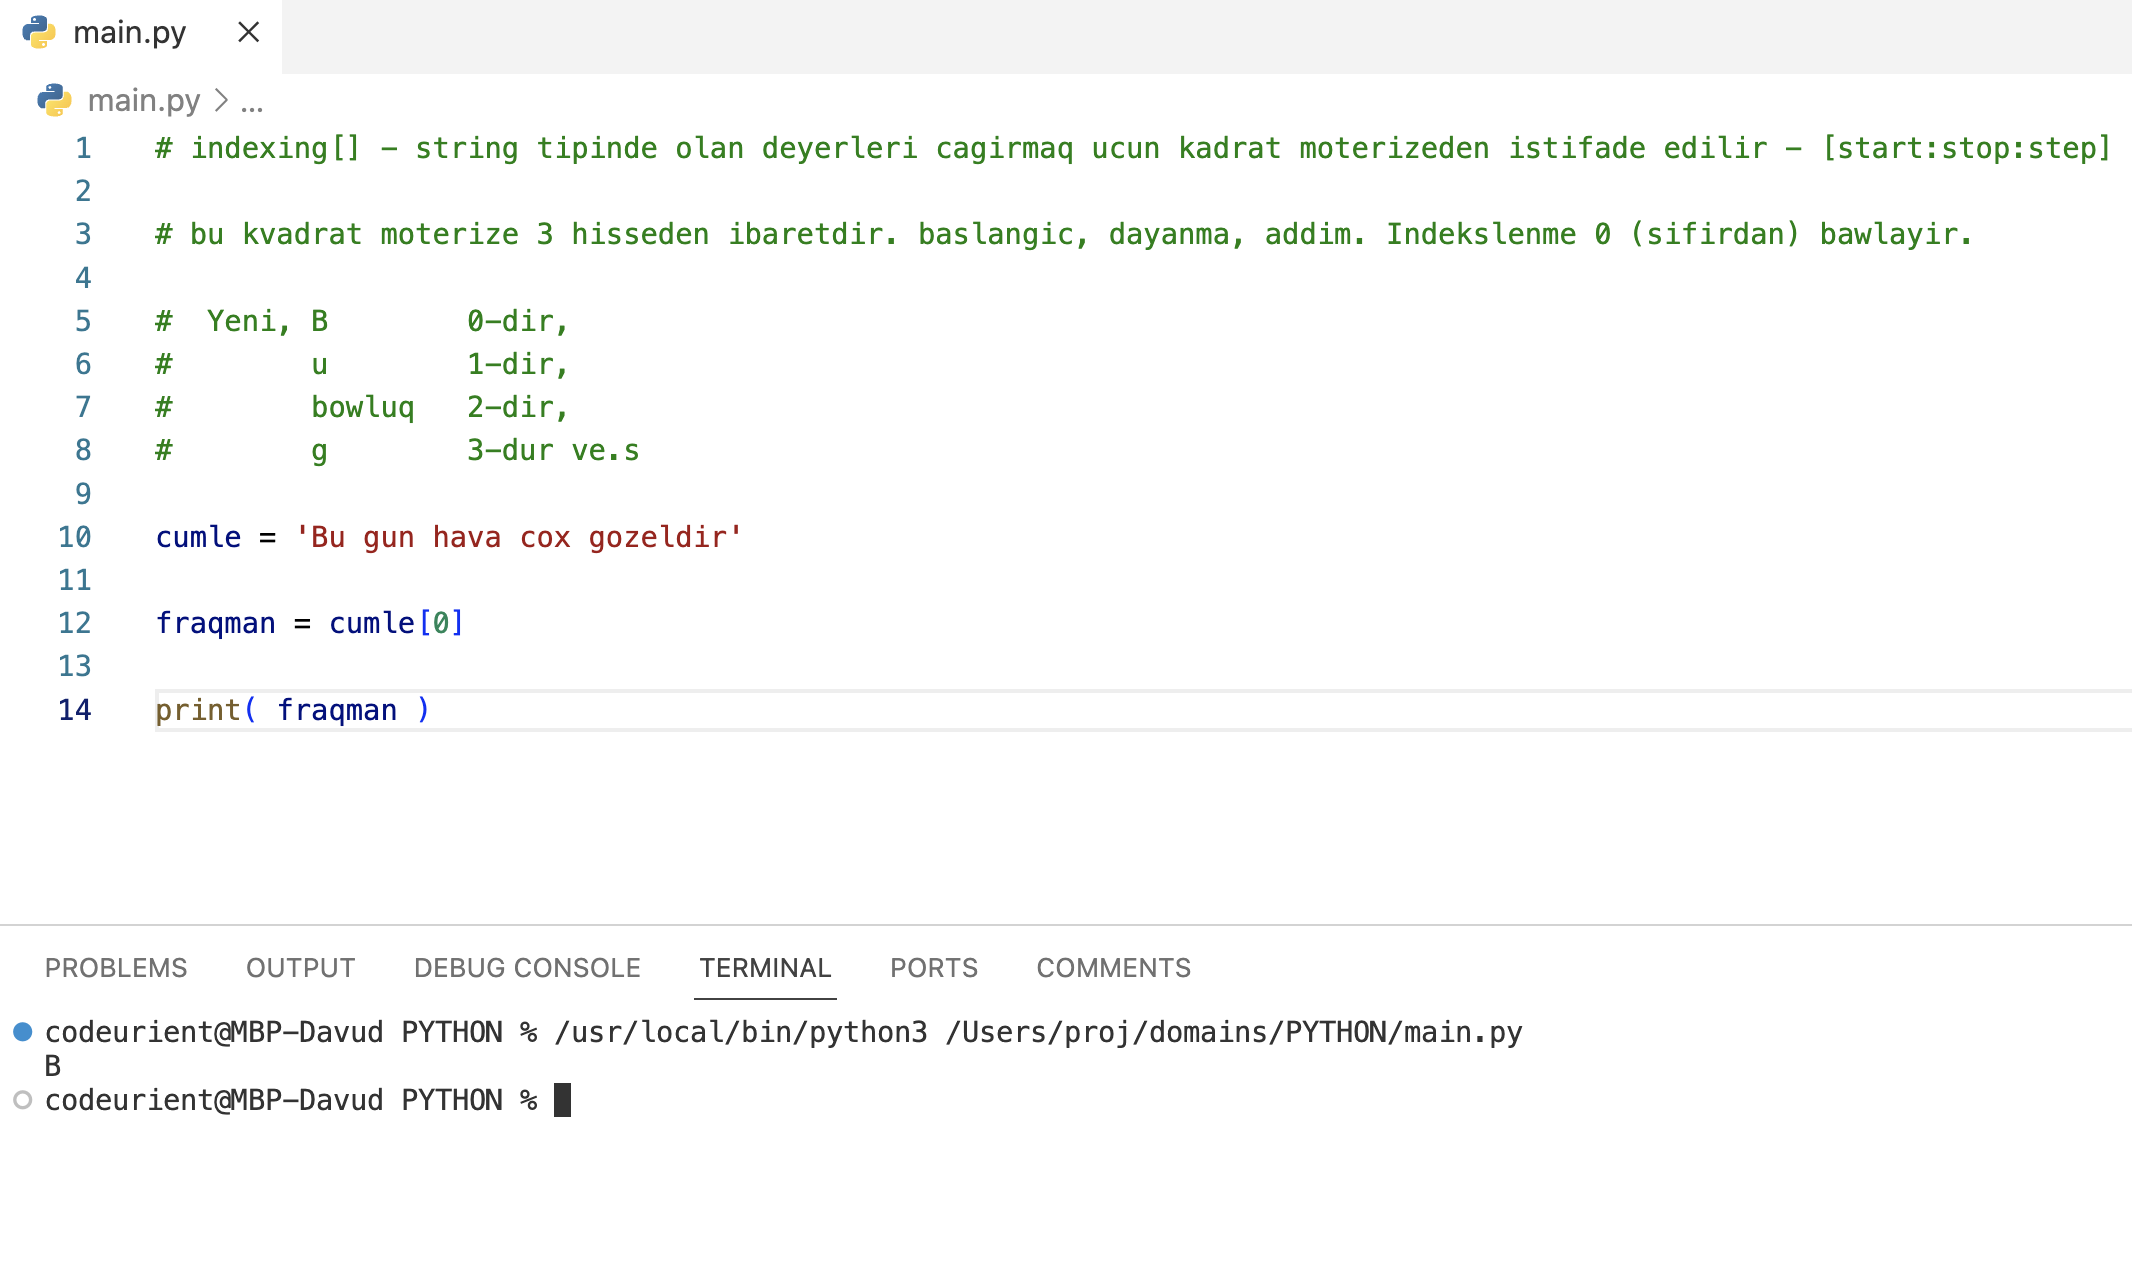 main.py
main.py > ...
1 # indexing[] - string tipinde olan deyerleri cagirmaq ucun kadrat moterizeden istifade edilir - [start:stop:step]
2
3 # bu kvadrat moterize 3 hisseden ibaretdir. baslangic, dayanma, addim. Indekslenme 0 (sifirdan) bawlayir.
4
5 #  Yeni, B        0-dir,
6 #        u        1-dir,
7 #        bowluq   2-dir,
8 #        g        3-dur ve.s
9
10 cumle = 'Bu gun hava cox gozeldir'
11
12 fraqman = cumle[0]
13
14 print( fraqman )
PROBLEMS OUTPUT DEBUG CONSOLE TERMINAL PORTS COMMENTS
codeurient@MBP-Davud PYTHON % /usr/local/bin/python3 /Users/proj/domains/PYTHON/main.py
B
codeurient@MBP-Davud PYTHON %